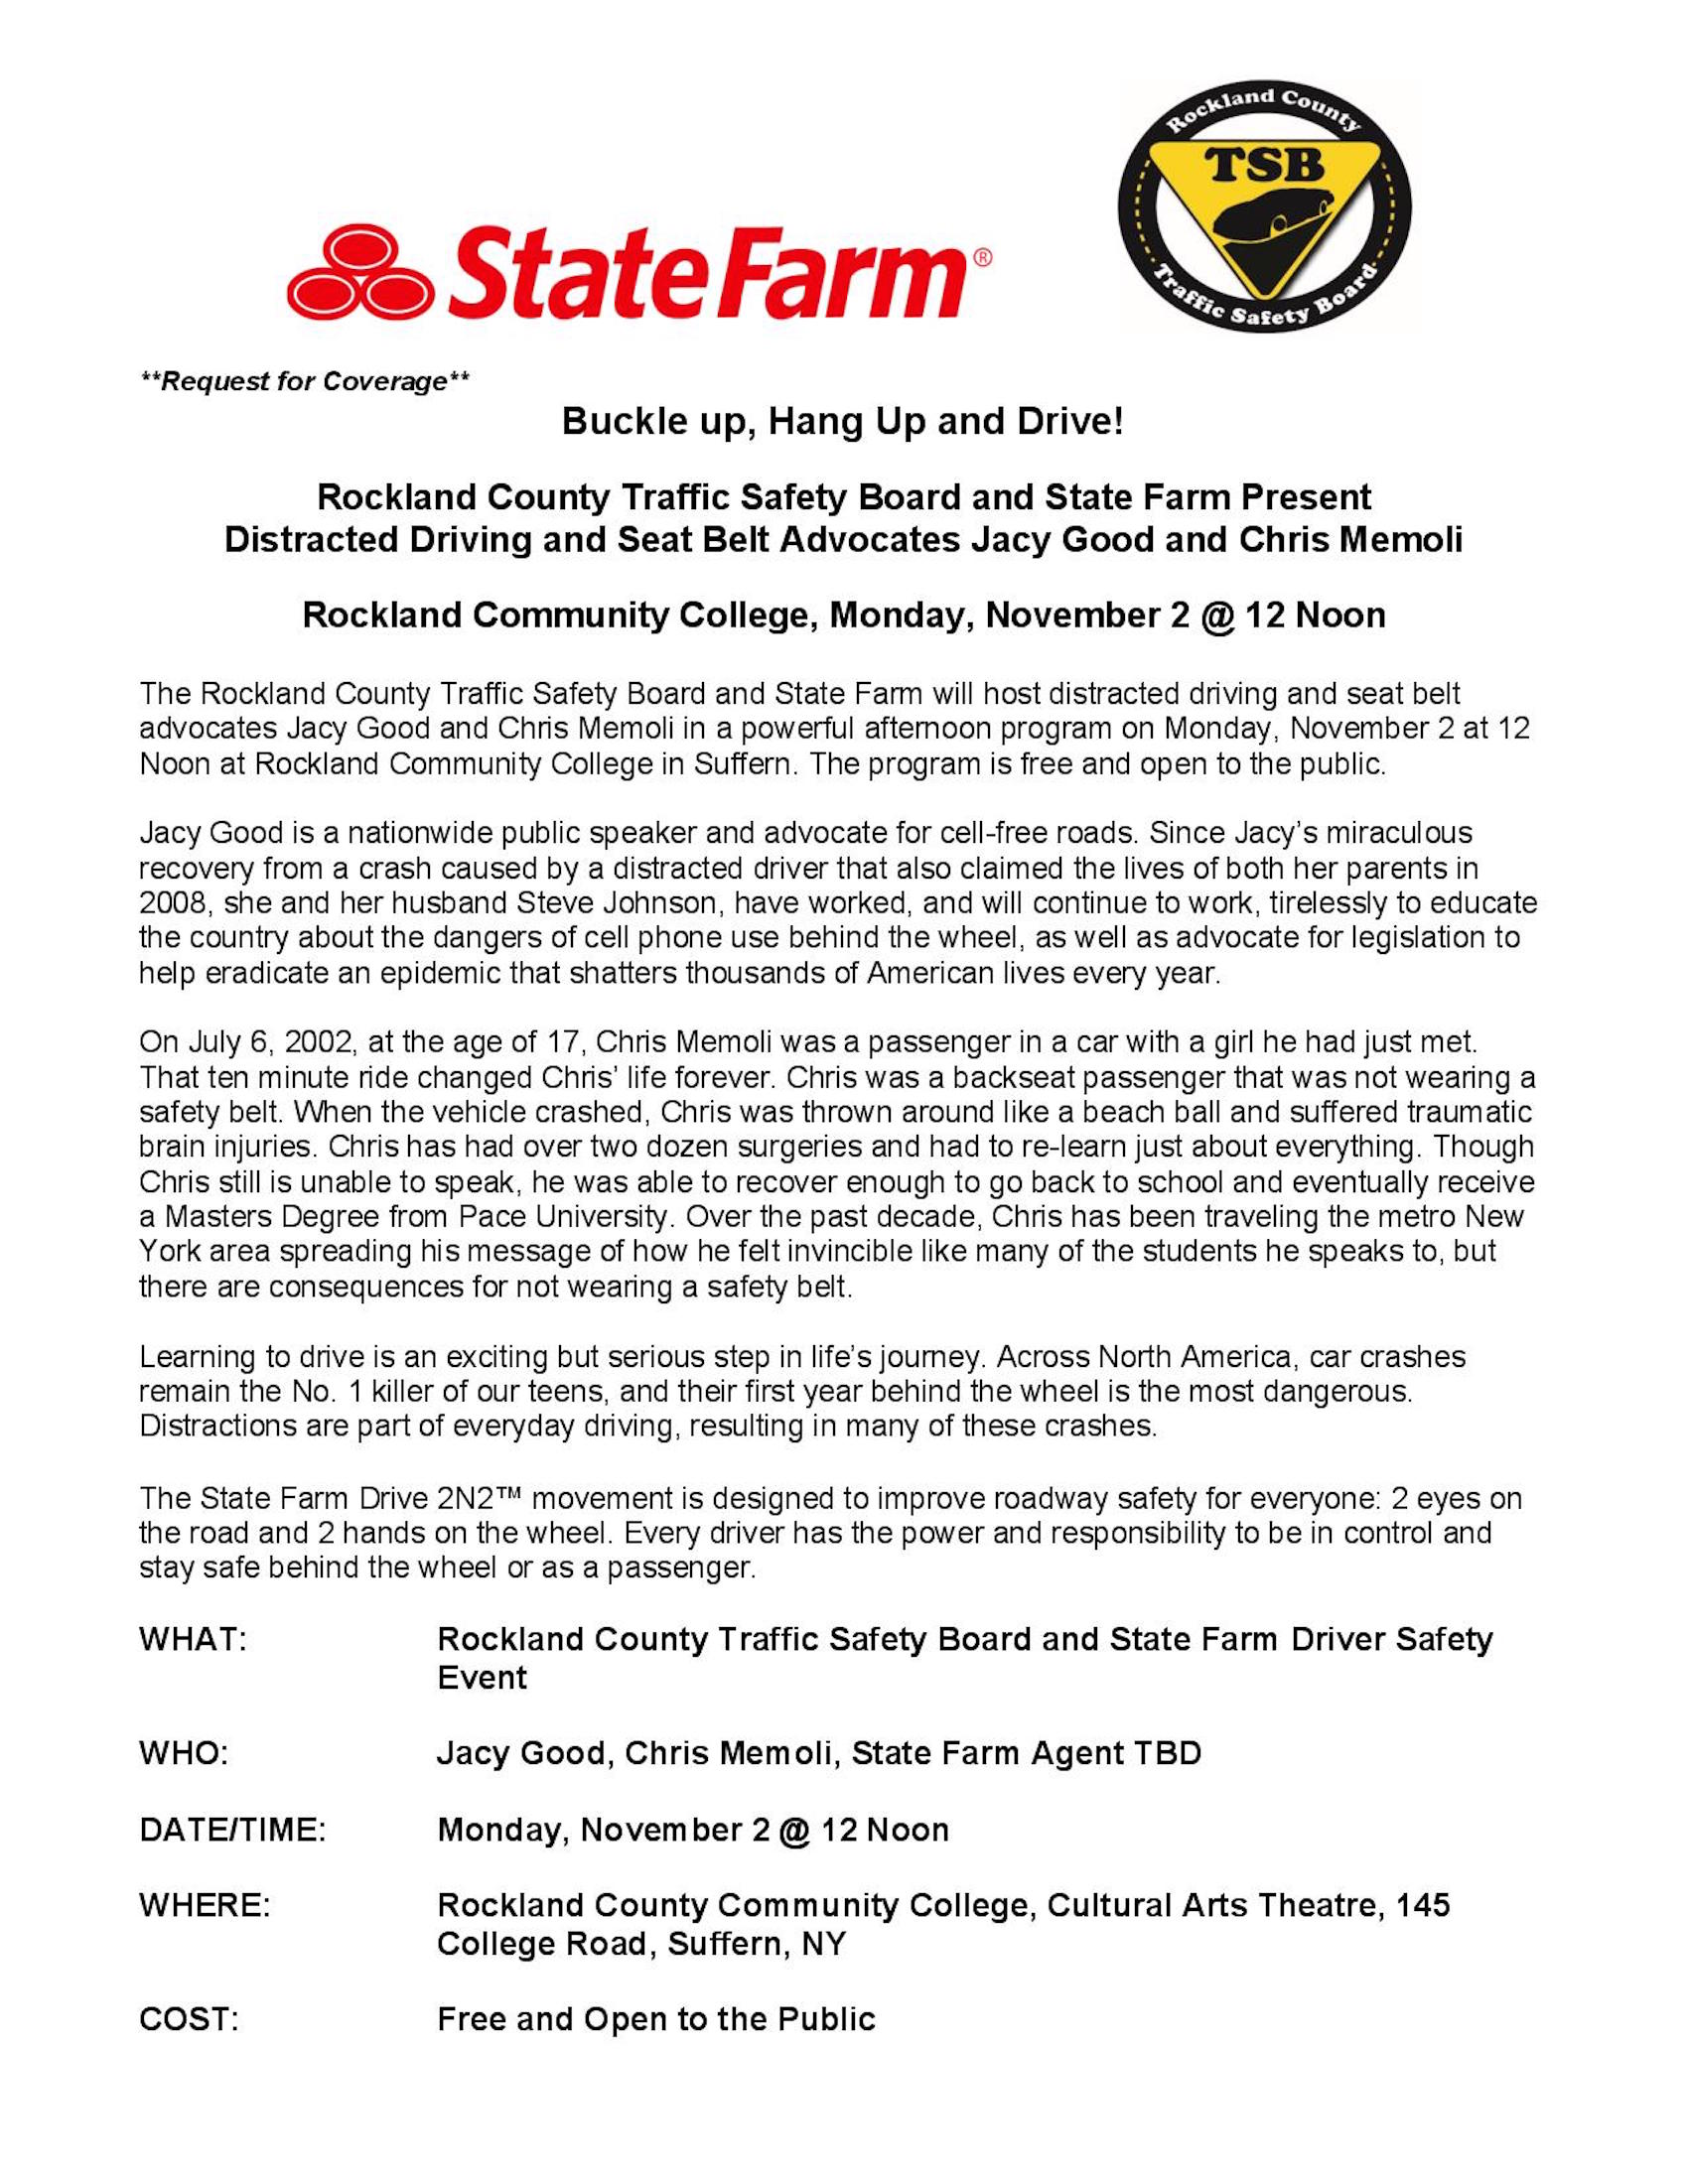 Rockland County
TSB
Traffic Safety Board
StateFarm®
**Request for Coverage**
Buckle up, Hang Up and Drive!
Rockland County Traffic Safety Board and State Farm Present
Distracted Driving and Seat Belt Advocates Jacy Good and Chris Memoli
Rockland Community College, Monday, November 2 @ 12 Noon
The Rockland County Traffic Safety Board and State Farm will host distracted driving and seat belt
advocates Jacy Good and Chris Memoli in a powerful afternoon program on Monday, November 2 at 12
Noon at Rockland Community College in Suffern. The program is free and open to the public.
Jacy Good is a nationwide public speaker and advocate for cell-free roads. Since Jacy's miraculous
recovery from a crash caused by a distracted driver that also claimed the lives of both her parents in
2008, she and her husband Steve Johnson, have worked, and will continue to work, tirelessly to educate
the country about the dangers of cell phone use behind the wheel, as well as advocate for legislation to
help eradicate an epidemic that shatters thousands of American lives every year.
On July 6, 2002, at the age of 17, Chris Memoli was a passenger in a car with a girl he had just met.
That ten minute ride changed Chris' life forever. Chris was a backseat passenger that was not wearing a
safety belt. When the vehicle crashed, Chris was thrown around like a beach ball and suffered traumatic
brain injuries. Chris has had over two dozen surgeries and had to re-learn just about everything. Though
Chris still is unable to speak, he was able to recover enough to go back to school and eventually receive
a Masters Degree from Pace University. Over the past decade, Chris has been traveling the metro New
York area spreading his message of how he felt invincible like many of the students he speaks to, but
there are consequences for not wearing a safety belt.
Learning to drive is an exciting but serious step in life's journey. Across North America, car crashes
remain the No. 1 killer of our teens, and their first year behind the wheel is the most dangerous.
Distractions are part of everyday driving, resulting in many of these crashes.
The State Farm Drive 2N2™ movement is designed to improve roadway safety for everyone: 2 eyes on
the road and 2 hands on the wheel. Every driver has the power and responsibility to be in control and
stay safe behind the wheel or as a passenger.
WHAT: Rockland County Traffic Safety Board and State Farm Driver Safety
Event
WHO: Jacy Good, Chris Memoli, State Farm Agent TBD
DATE/TIME: Monday, November 2 @ 12 Noon
WHERE: Rockland County Community College, Cultural Arts Theatre, 145
College Road, Suffern, NY
COST: Free and Open to the Public